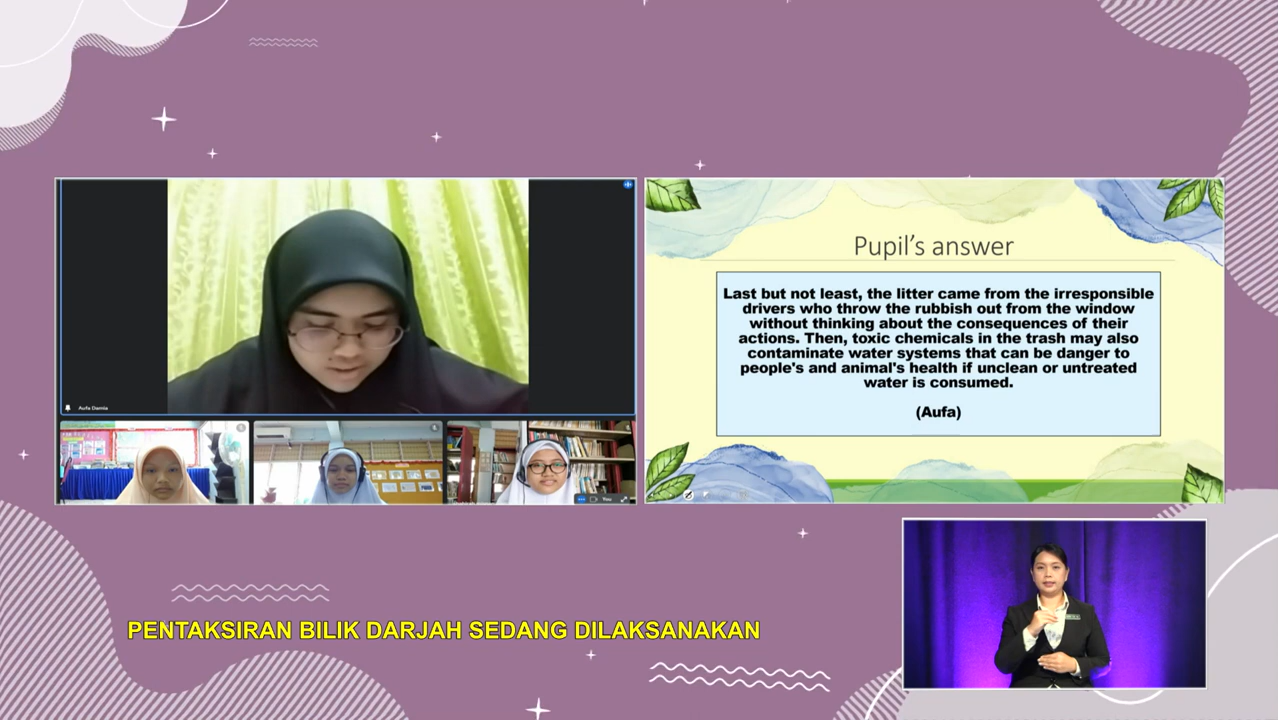 Pupil's answer
Last but not least, the litter came from the irresponsible
drivers who throw the rubbish out from the window
without thinking about the consequences of their
actions. Then, toxic chemicals in the trash may also
contaminate water systems that can be danger to
people's and animal's health if unclean or untreated
water is consumed.
(Aufa)
Aufa Damia
You
PENTAKSIRAN BILIK DARJAH SEDANG DILAKSANAKAN